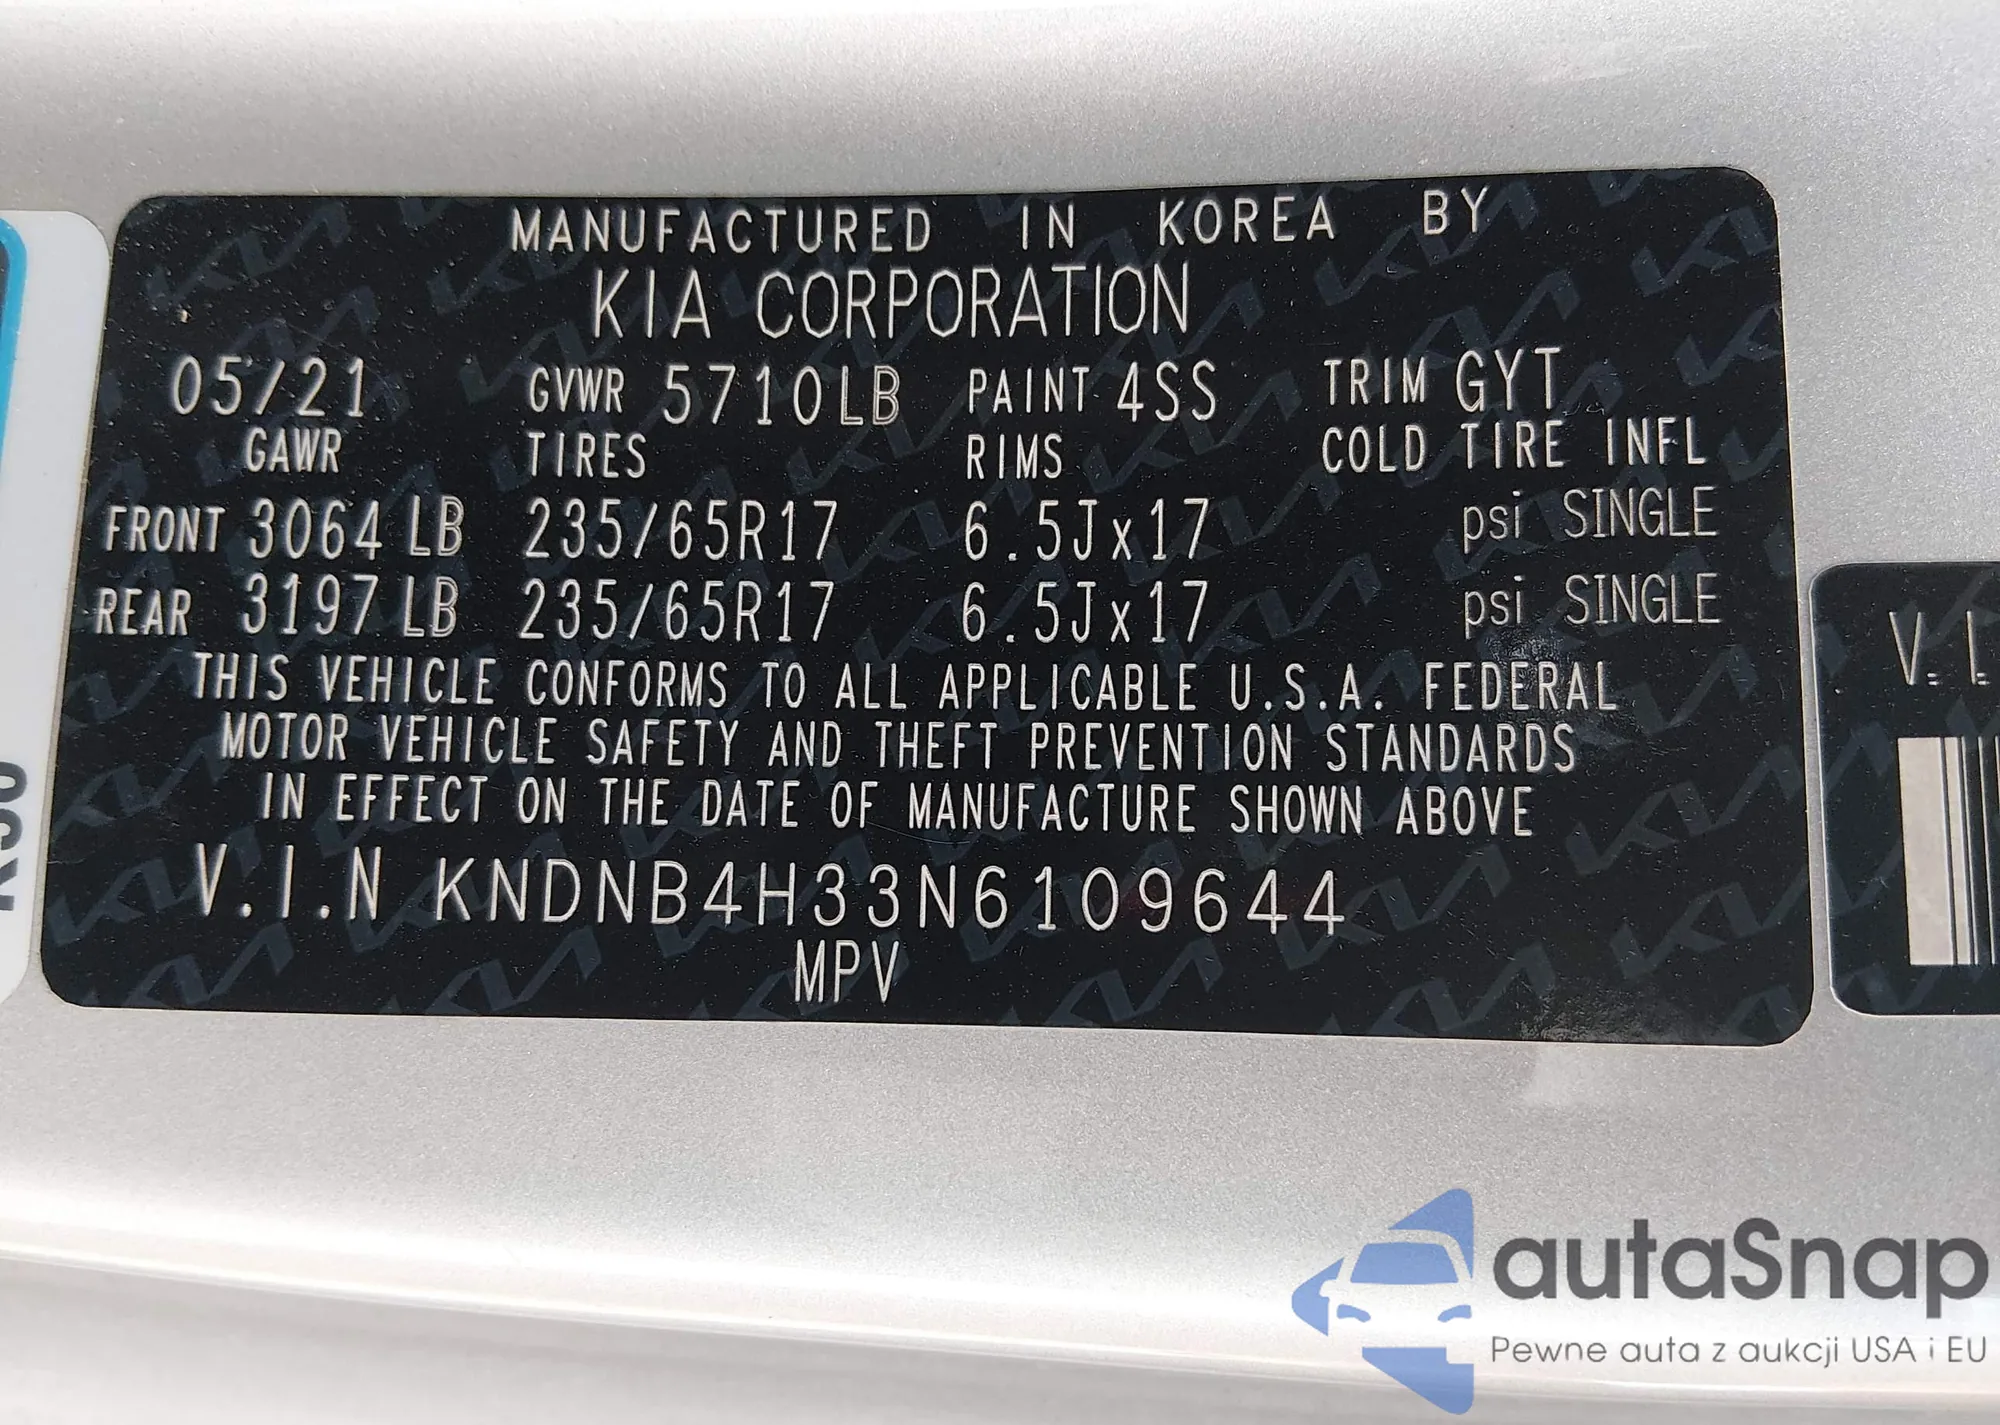 MANUFACTURED IN KOREA BY
KIA CORPORATION
05/21 GVWR 5710LB PAINT 4SS TRIM GYT
GAWR TIRES RIMS COLD TIRE INFL
FRONT 3064 LB 235/65R17 6.5Jx17 psi SINGLE
REAR 3197 LB 235/65R17 6.5Jx17 psi SINGLE
THIS VEHICLE CONFORMS TO ALL APPLICABLE U.S.A. FEDERAL
MOTOR VEHICLE SAFETY AND THEFT PREVENTION STANDARDS
IN EFFECT ON THE DATE OF MANUFACTURE SHOWN ABOVE
V.I.N KNDNB4H33N6109644
MPV
V.I.
autaSnap
Pewne auta z aukcji USA i EU